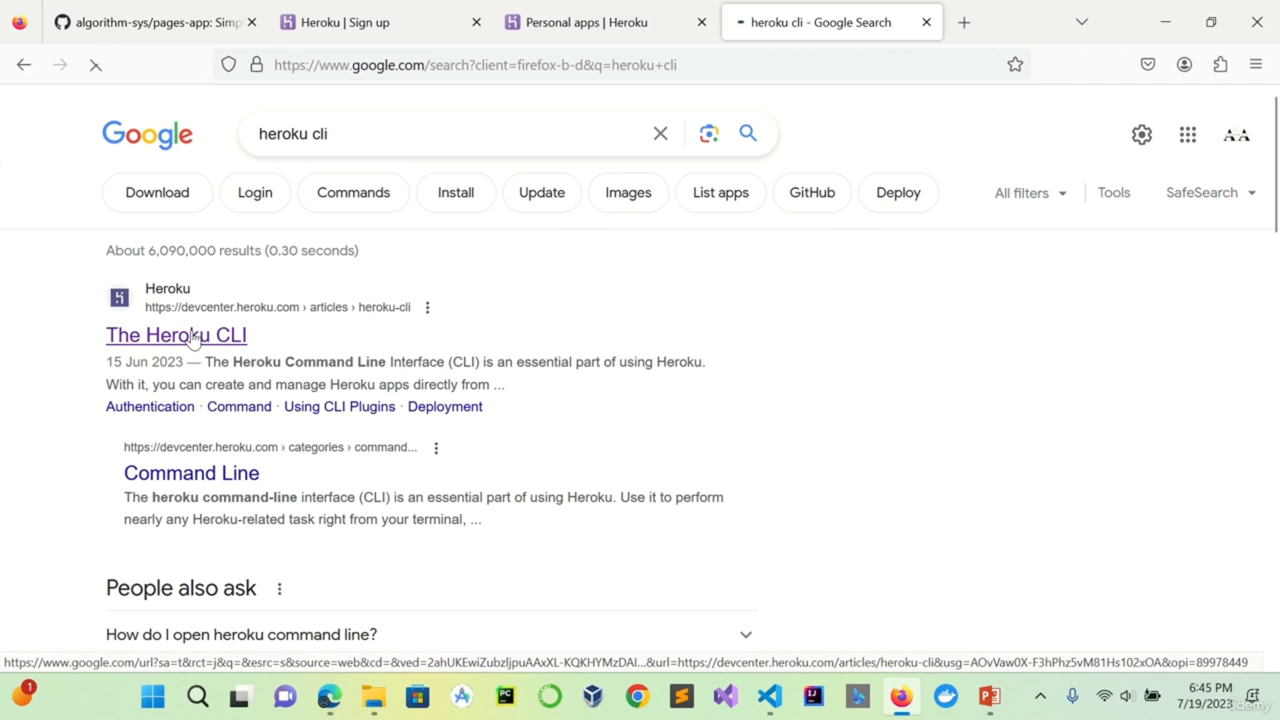 algorithm-sys/pages-app: Simp
Heroku | Sign up
Personal apps | Heroku
heroku cli - Google Search
https://www.google.com/search?client=firefox-b-d&q=heroku+cli
Google
heroku cli
Download
Login
Commands
Install
Update
Images
List apps
GitHub
Deploy
All filters
Tools
SafeSearch
About 6,090,000 results (0.30 seconds)
Heroku
https://devcenter.heroku.com › articles › heroku-cli
The Heroku CLI
15 Jun 2023 — The Heroku Command Line Interface (CLI) is an essential part of using Heroku.
With it, you can create and manage Heroku apps directly from ...
Authentication · Command · Using CLI Plugins · Deployment
https://devcenter.heroku.com › categories › command...
Command Line
The heroku command-line interface (CLI) is an essential part of using Heroku. Use it to perform
nearly any Heroku-related task right from your terminal, ...
People also ask
How do I open heroku command line?
https://www.google.com/url?sa=t&rct=j&q=&esrc=s&source=web&cd=&ved=2ahUKEwiZubzljpuAAxXL-KQKHYMzDAI...&url=https://devcenter.heroku.com/articles/heroku-cli&usg=AOvVaw0X-F3hPhz5vM81Hs102xOA&opi=89978449
1
PC
6:45 PM
7/19/2023
udemy